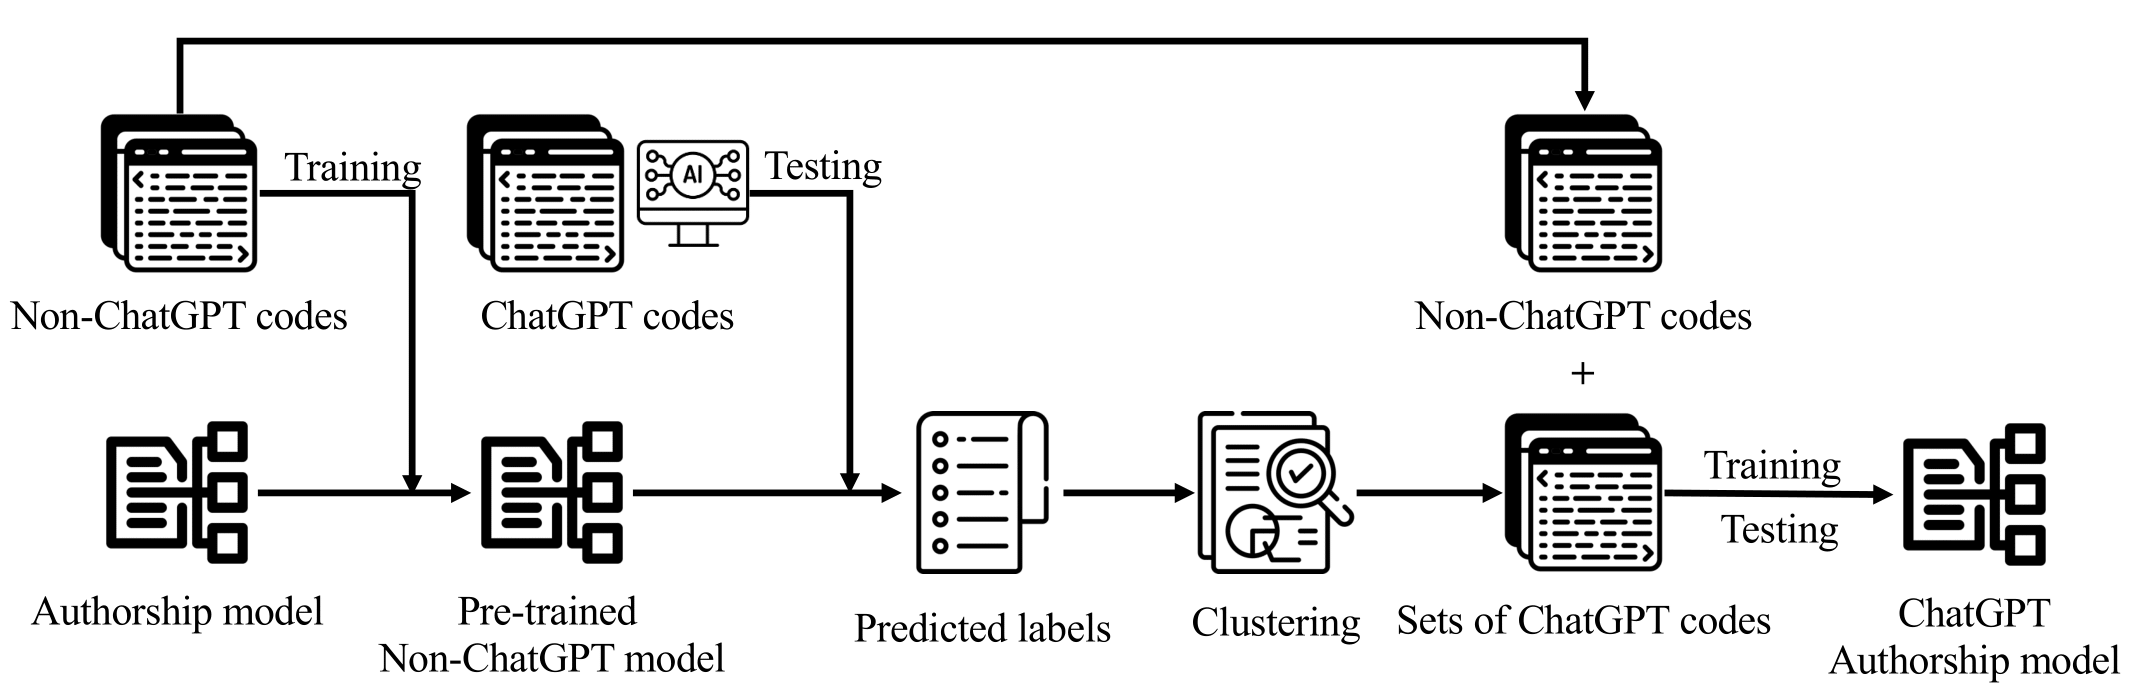 Training
AI
Testing
Non-ChatGPT codes
ChatGPT codes
Non-ChatGPT codes
+
Training
Testing
Authorship model
Pre-trained
Non-ChatGPT model
Predicted labels
Clustering
Sets of ChatGPT codes
ChatGPT
Authorship model